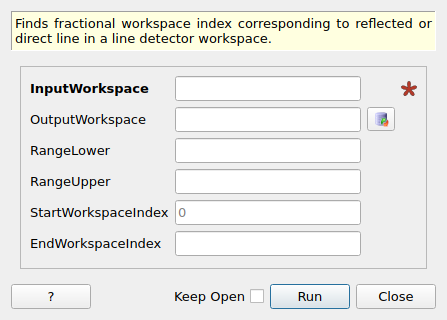 Finds fractional workspace index corresponding to reflected or
direct line in a line detector workspace.
InputWorkspace
*
OutputWorkspace
RangeLower
RangeUpper
StartWorkspaceIndex 0
EndWorkspaceIndex
? Keep Open Run Close